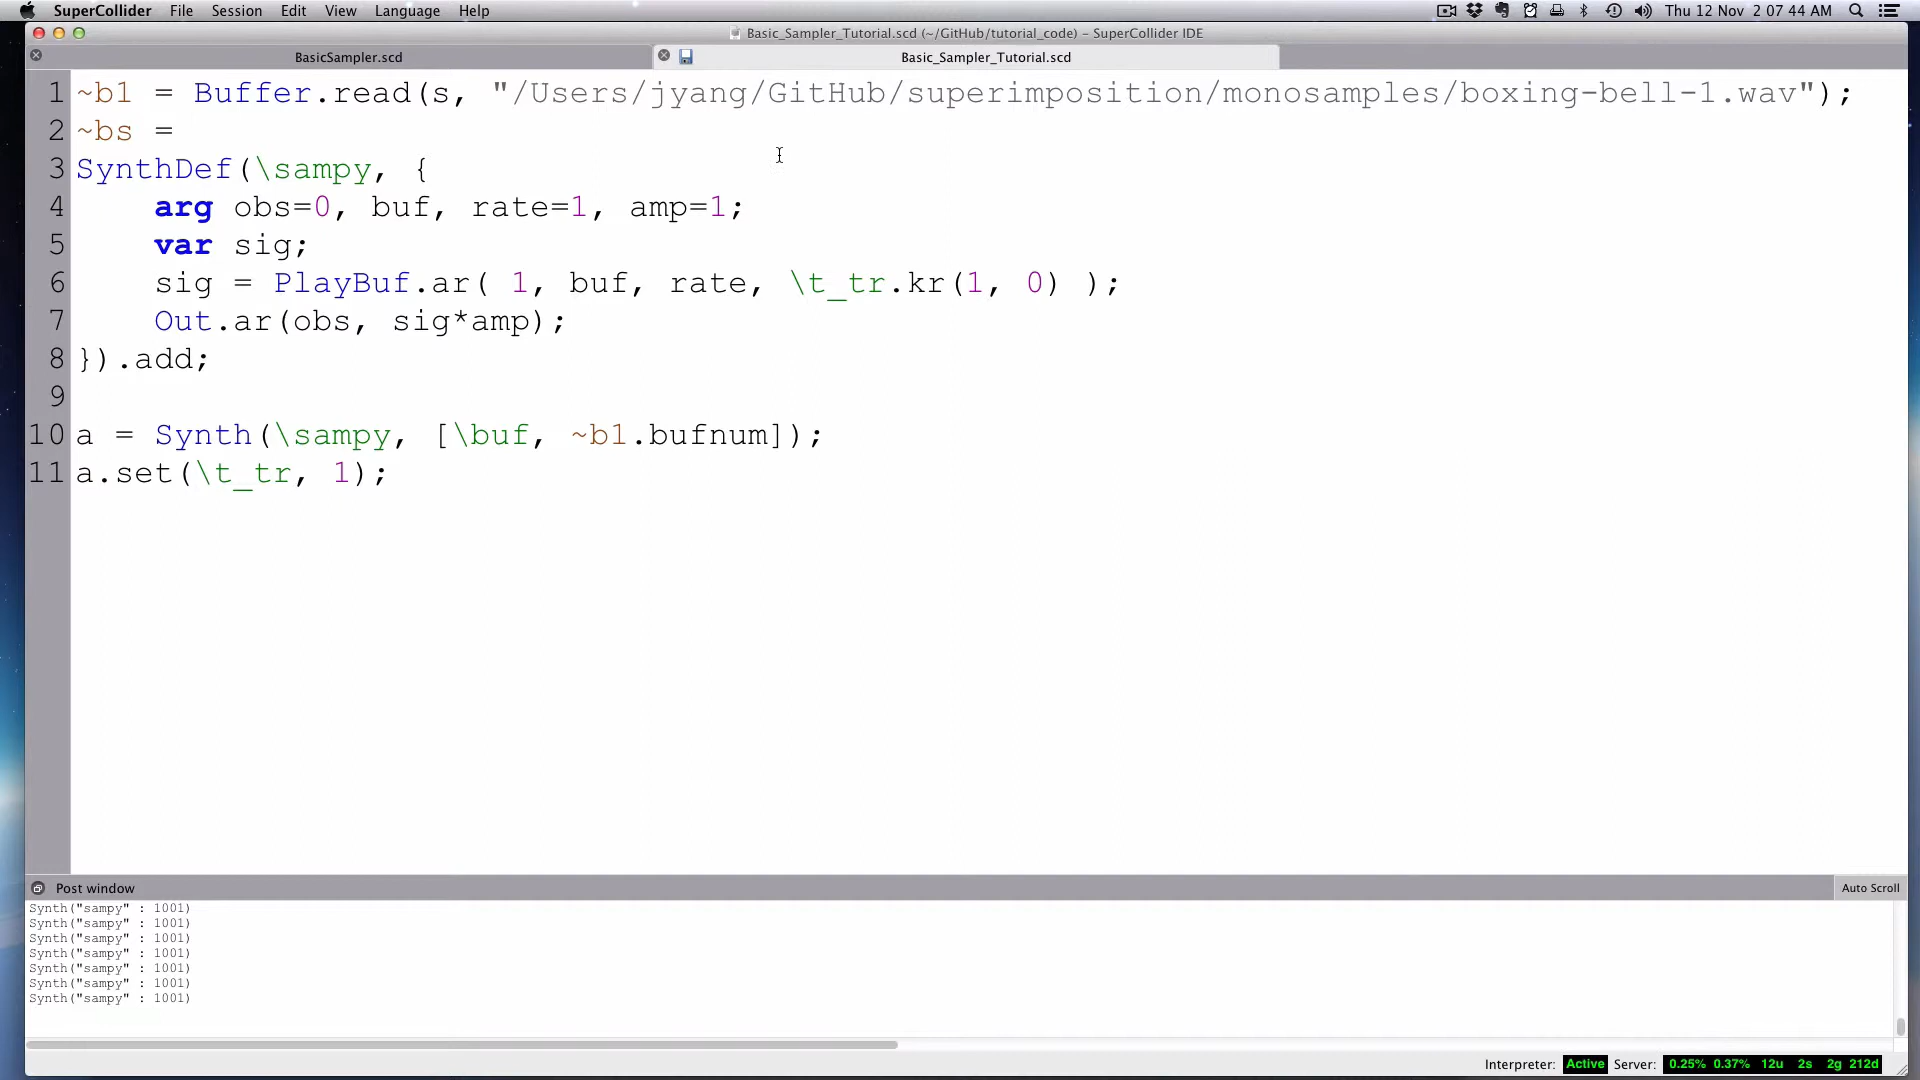 SuperCollider File Session Edit View Language Help Thu 12 Nov 2 07 44 AM
Basic_Sampler_Tutorial.scd (~/GitHub/tutorial_code) – SuperCollider IDE
BasicSampler.scd Basic_Sampler_Tutorial.scd
1 ~b1 = Buffer.read(s, "/Users/jyang/GitHub/superimposition/monosamples/boxing-bell-1.wav");
2 ~bs =
3 SynthDef(\sampy, {
4 arg obs=0, buf, rate=1, amp=1;
5 var sig;
6 sig = PlayBuf.ar( 1, buf, rate, \t_tr.kr(1, 0) );
7 Out.ar(obs, sig*amp);
8 }).add;
9
10 a = Synth(\sampy, [\buf, ~b1.bufnum]);
11 a.set(\t_tr, 1);
Post window Auto Scroll
Synth("sampy" : 1001)
Synth("sampy" : 1001)
Synth("sampy" : 1001)
Synth("sampy" : 1001)
Synth("sampy" : 1001)
Synth("sampy" : 1001)
Synth("sampy" : 1001)
Interpreter: Active Server: 0.25% 0.37% 12u 2s 2g 212d